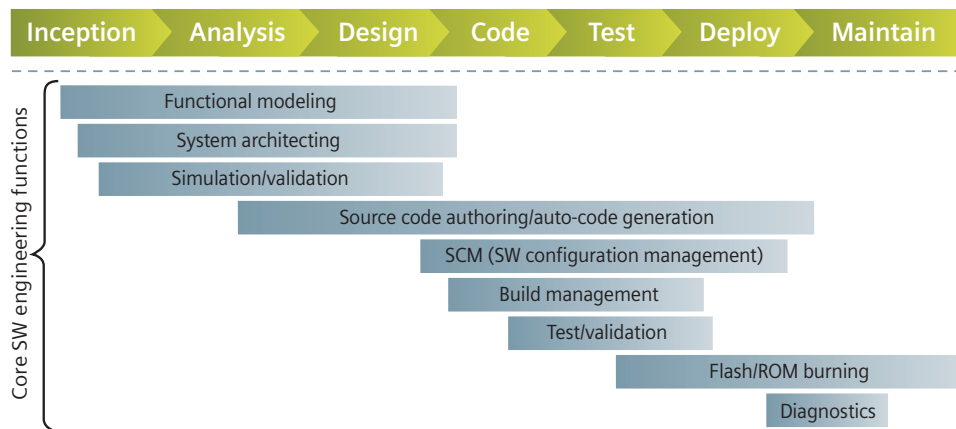 Inception Analysis Design Code Test Deploy Maintain
Core SW engineering functions
Functional modeling
System architecting
Simulation/validation
Source code authoring/auto-code generation
SCM (SW configuration management)
Build management
Test/validation
Flash/ROM burning
Diagnostics